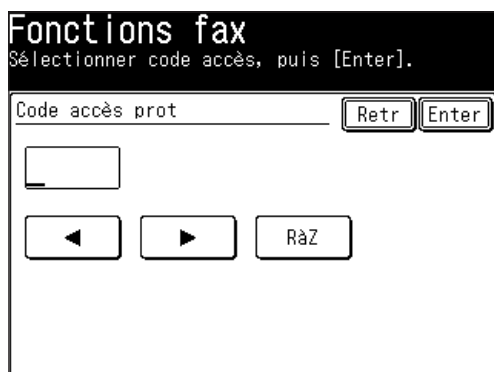 Fonctions fax
Sélectionner code accès, puis [Enter].
Code accès prot
Retr Enter
RàZ